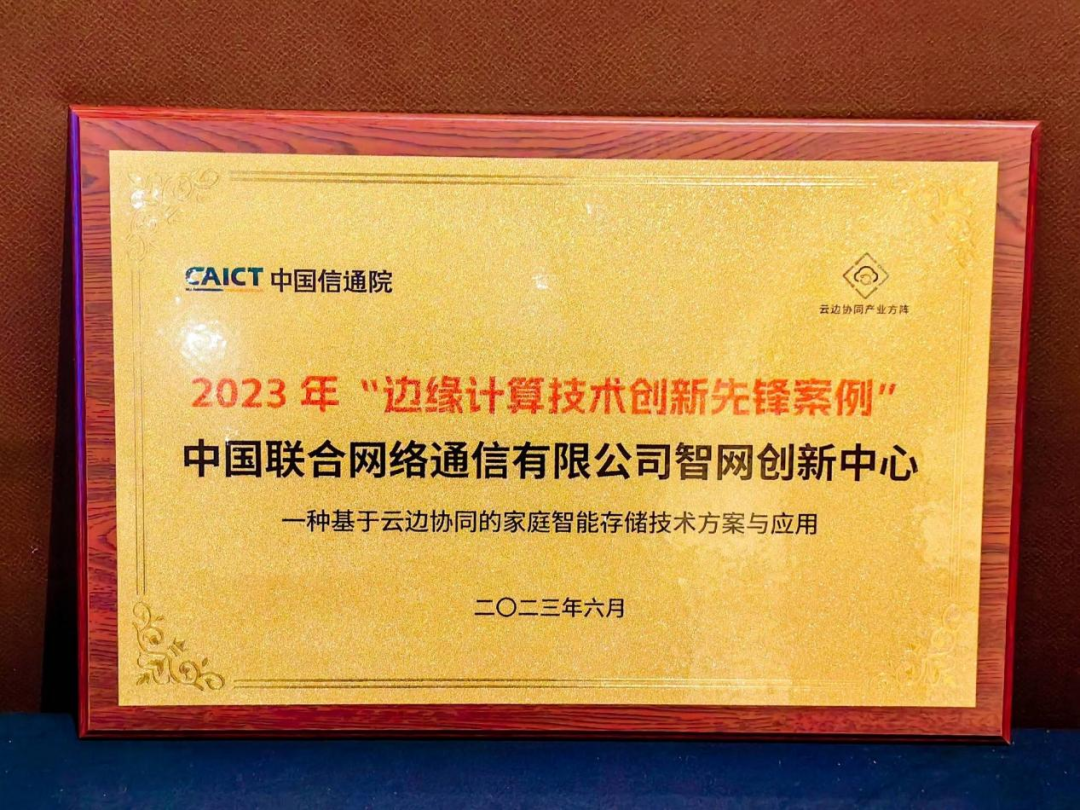 CAICT 中国信通院
云边协同产业方阵
2023 年“边缘计算技术创新先锋案例”
中国联合网络通信有限公司智网创新中心
一种基于云边协同的家庭智能存储技术方案与应用
二〇二三年六月